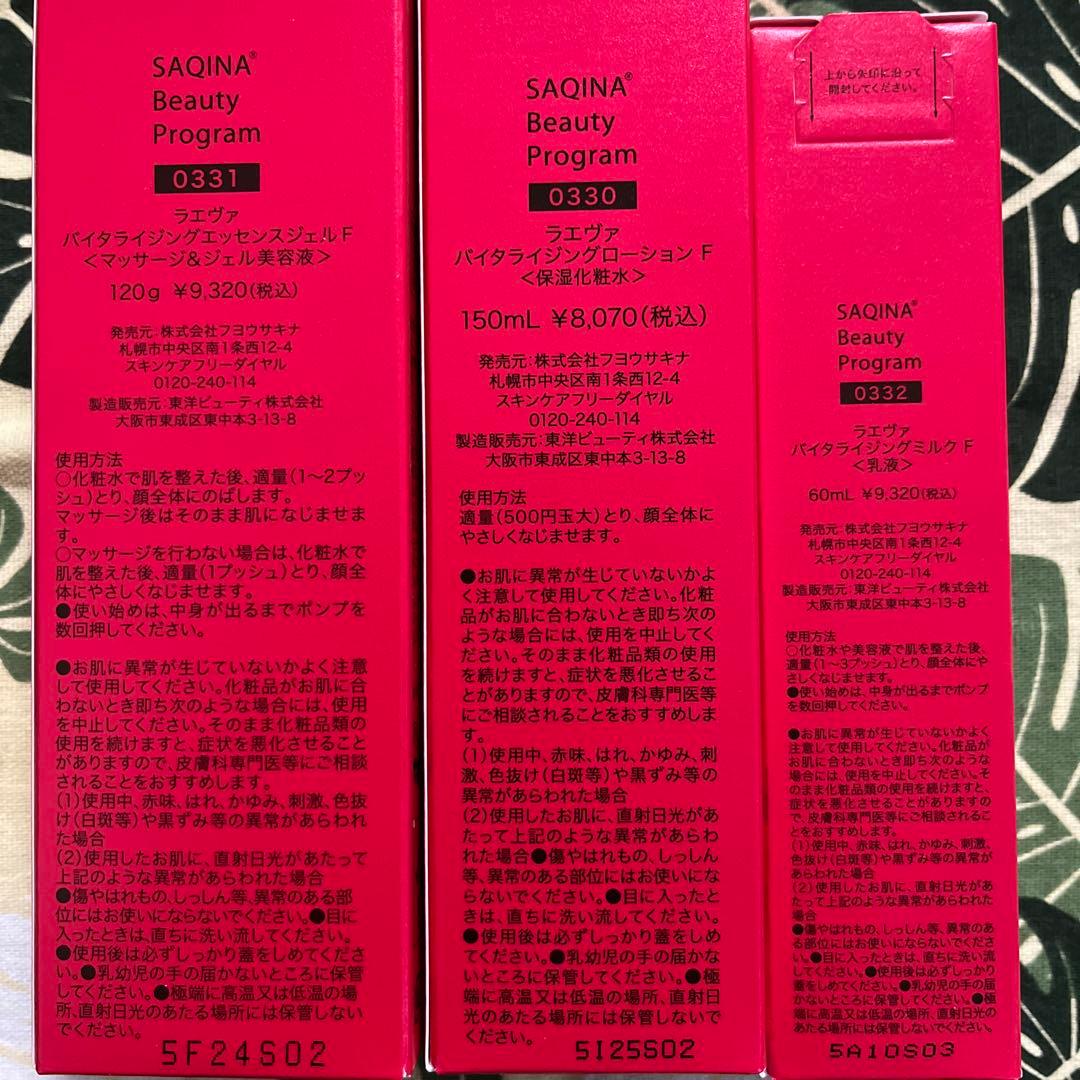 SAQINA®
Beauty
Program
0331
ラエヴァ
バイタライジングエッセンスジェル F
＜マッサージ&ジェル美容液＞
120g ¥9,320(税込)
発売元：株式会社フヨウサキナ
札幌市中央区南1条西12-4
スキンケアフリーダイヤル
0120-240-114
製造販売元：東洋ビューティ株式会社
大阪市東成区東中本3-13-8
使用方法
○化粧水で肌を整えた後、適量(1〜2プッ
シュ)とり、顔全体にのばします。
マッサージ後はそのまま肌になじませま
す。
○マッサージを行わない場合は、化粧水で
肌を整えた後、適量(1プッシュ)とり、顔全
体にやさしくなじませます。
●使い始めは、中身が出るまでポンプを
数回押してください。
●お肌に異常が生じていないかよく注意
して使用してください。化粧品がお肌に合
わないとき即ち次のような場合には、使用
を中止してください。そのまま化粧品類の
使用を続けますと、症状を悪化させること
がありますので、皮膚科専門医等にご相談
されることをおすすめします。
(1)使用中、赤味、はれ、かゆみ、刺激、色抜
け(白斑等)や黒ずみ等の異常があらわれ
た場合
(2)使用したお肌に、直射日光があたって
上記のような異常があらわれた場合
●傷やはれもの、しっしん等、異常のある部
位にはお使いにならないでください。●目に
入ったときは、直ちに洗い流してください。
●使用後は必ずしっかり蓋をしめてくださ
い。●乳幼児の手の届かないところに保管
してください。●極端に高温又は低温の場
所、直射日光のあたる場所には保管しない
でください。
5F24S02
SAQINA®
Beauty
Program
0330
ラエヴァ
バイタライジングローション F
＜保湿化粧水＞
150mL ¥8,070(税込)
発売元：株式会社フヨウサキナ
札幌市中央区南1条西12-4
スキンケアフリーダイヤル
0120-240-114
製造販売元：東洋ビューティ株式会社
大阪市東成区東中本3-13-8
使用方法
適量(500円玉大)とり、顔全体に
やさしくなじませます。
●お肌に異常が生じていないかよ
く注意して使用してください。化粧
品がお肌に合わないとき即ち次の
ような場合には、使用を中止してく
ださい。そのまま化粧品類の使用
を続けますと、症状を悪化させるこ
とがありますので、皮膚科専門医等
にご相談されることをおすすめしま
す。
(1)使用中、赤味、はれ、かゆみ、刺
激、色抜け(白斑等)や黒ずみ等の
異常があらわれた場合
(2)使用したお肌に、直射日光があ
たって上記のような異常があらわ
れた場合●傷やはれもの、しっしん
等、異常のある部位にはお使いにな
らないでください。●目に入ったと
きは、直ちに洗い流してください。
●使用後は必ずしっかり蓋をしめ
てください。●乳幼児の手の届かな
いところに保管してください。●極
端に高温又は低温の場所、直射日
光のあたる場所には保管しないで
ください。
5I25S02
上から矢印に沿って
開封してください。
SAQINA®
Beauty
Program
0332
ラエヴァ
バイタライジングミルク F
＜乳液＞
60mL ¥9,320(税込)
発売元：株式会社フヨウサキナ
札幌市中央区南1条西12-4
スキンケアフリーダイヤル
0120-240-114
製造販売元：東洋ビューティ株式会社
大阪市東成区東中本3-13-8
使用方法
○化粧水や美容液で肌を整えた後、
適量(1〜3プッシュ)とり、顔全体にや
さしくなじませます。
●使い始めは、中身が出るまでポンプ
を数回押してください。
●お肌に異常が生じていないかよく
注意して使用してください。化粧品が
お肌に合わないとき即ち次のような
場合には、使用を中止してください。そ
のまま化粧品類の使用を続けますと、
症状を悪化させることがありますの
で、皮膚科専門医等にご相談されるこ
とをおすすめします。
(1)使用中、赤味、はれ、かゆみ、刺激、
色抜け(白斑等)や黒ずみ等の異常が
あらわれた場合
(2)使用したお肌に、直射日光があ
たって上記のような異常があらわれた
場合
●傷やはれもの、しっしん等、異常のあ
る部位にはお使いにならないでくださ
い。●目に入ったときは、直ちに洗い流
してください。●使用後は必ずしっかり
蓋をしめてください。●乳幼児の手の届
かないところに保管してください。●極
端に高温又は低温の場所、直射日光の
あたる場所には保管しないでください。
5A10S03